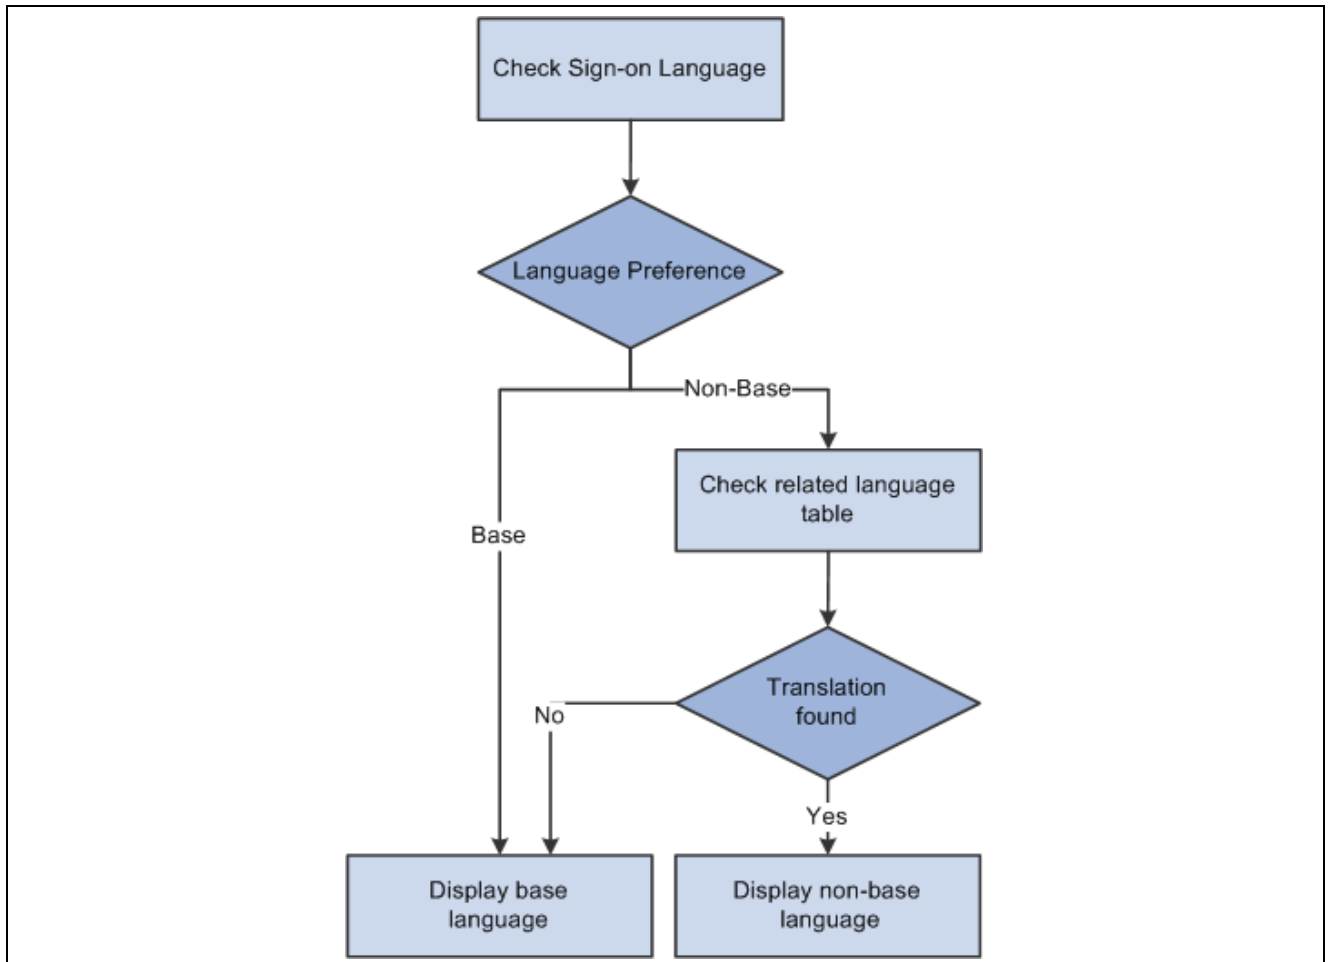 Check Sign-on Language
Language Preference
Non-Base
Check related language
table
Base
Translation
found
No
Yes
Display base
language
Display non-base
language